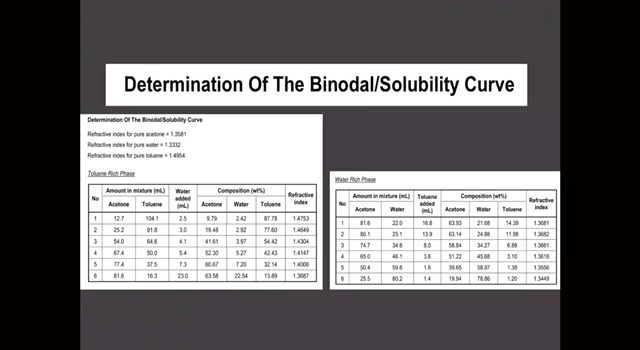 Determination Of The Binodal/Solubility Curve
Determination Of The Binodal/Solubility Curve
Refractive index for pure acetone = 1.3581
Refractive index for pure water = 1.3332
Refractive index for pure toluene = 1.4954
Toluene Rich Phase
No Amount in mixture (mL) Water added (mL) Composition (wt%) Refractive index
Acetone Toluene Acetone Water Toluene
1 12.7 104.1 2.5 9.79 2.42 87.78 1.4753
2 25.2 91.8 3.0 19.48 2.92 77.60 1.4649
3 54.0 64.6 4.1 41.61 3.97 54.42 1.4304
4 67.4 50.0 5.4 52.30 5.27 42.43 1.4147
5 77.4 37.5 7.3 60.67 7.20 32.14 1.4006
6 81.6 16.3 23.0 63.58 22.54 13.89 1.3687
Water Rich Phase
No Amount in mixture (mL) Toluene added (mL) Composition (wt%) Refractive index
Acetone Water Acetone Water Toluene
1 81.6 22.0 16.8 63.93 21.68 14.39 1.3681
2 80.1 25.1 13.9 63.14 24.88 11.98 1.3682
3 74.7 34.6 8.0 58.84 34.27 6.89 1.3661
4 65.0 46.1 3.6 51.22 45.68 3.10 1.3618
5 50.4 59.6 1.6 39.65 58.97 1.38 1.3556
6 25.5 80.2 1.4 19.94 78.86 1.20 1.3449